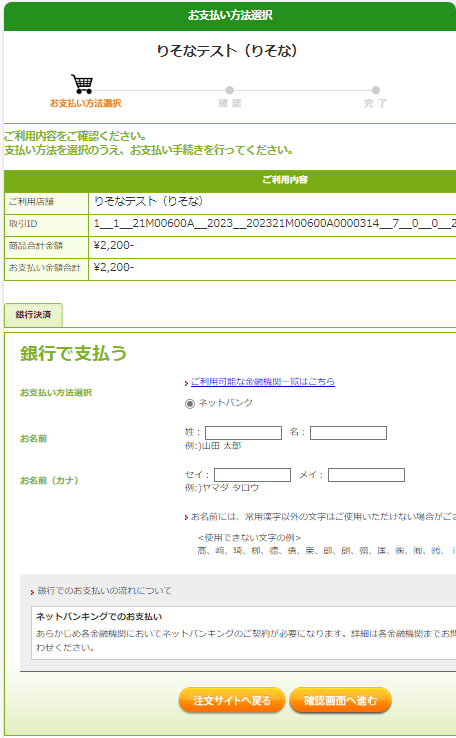 お支払い方法選択
りそなテスト（りそな）
お支払い方法選択
確認
完了
ご利用内容をご確認ください。
支払い方法を選択のうえ、お支払い手続きを行ってください。
ご利用内容
ご利用店舗 りそなテスト（りそな）
取引ID 1__1__21M00600A__2023__202321M00600A0000314__7__0__0__2
商品合計金額 ¥2,200-
お支払い金額合計 ¥2,200-
銀行決済
銀行で支払う
お支払い方法選択
ご利用可能な金融機関一覧はこちら
ネットバンク
お名前 姓： 名：
例:)山田 太郎
お名前（カナ） セイ： メイ：
例:)ヤマダ タロウ
お名前には、常用漢字以外の文字はご使用いただけない場合がござ
<使用できない文字の例>
銀行でのお支払いの流れについて
ネットバンキングでのお支払い
あらかじめ各金融機関においてネットバンキングのご契約が必要になります。詳細は各金融機関までお問
わせください。
注文サイトへ戻る
確認画面へ進む